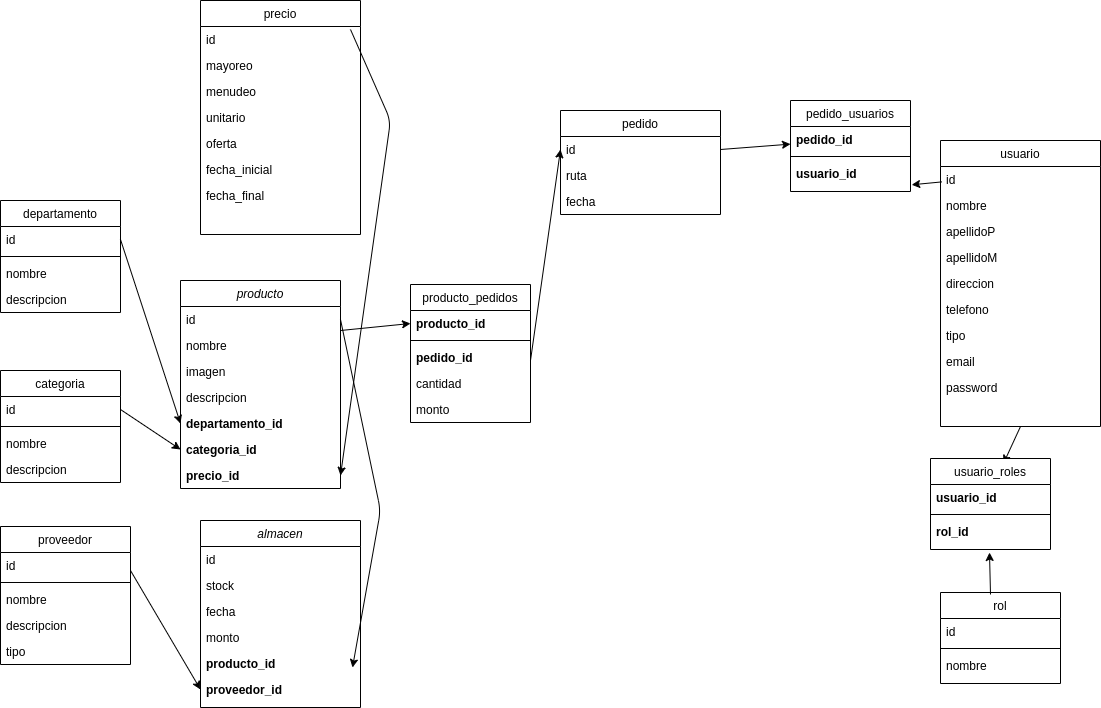 precio
id
mayoreo
menudeo
unitario
oferta
fecha_inicial
fecha_final
departamento
id
nombre
descripcion
categoria
id
nombre
descripcion
proveedor
id
nombre
descripcion
tipo
producto
id
nombre
imagen
descripcion
departamento_id
categoria_id
precio_id
almacen
id
stock
fecha
monto
producto_id
proveedor_id
producto_pedidos
producto_id
pedido_id
cantidad
monto
pedido
id
ruta
fecha
pedido_usuarios
pedido_id
usuario_id
usuario
id
nombre
apellidoP
apellidoM
direccion
telefono
tipo
email
password
usuario_roles
usuario_id
rol_id
rol
id
nombre